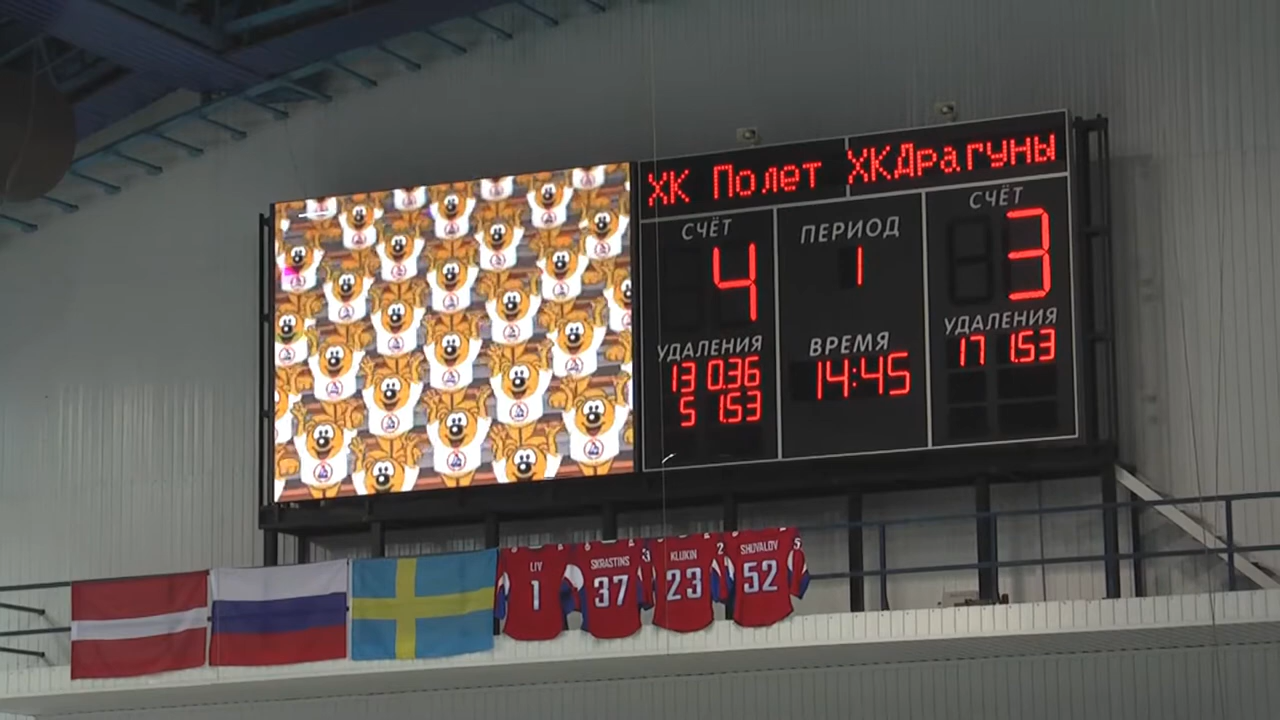 ХК Полет ХКДрагуны
СЧЁТ
4
УДАЛЕНИЯ
13 0.36
5 1.53
ПЕРИОД
1
ВРЕМЯ
14:45
СЧЁТ
3
УДАЛЕНИЯ
17 1.53
LIV
1
SKRASTINS
37
KLUKIN
23
SHUVALOV
52